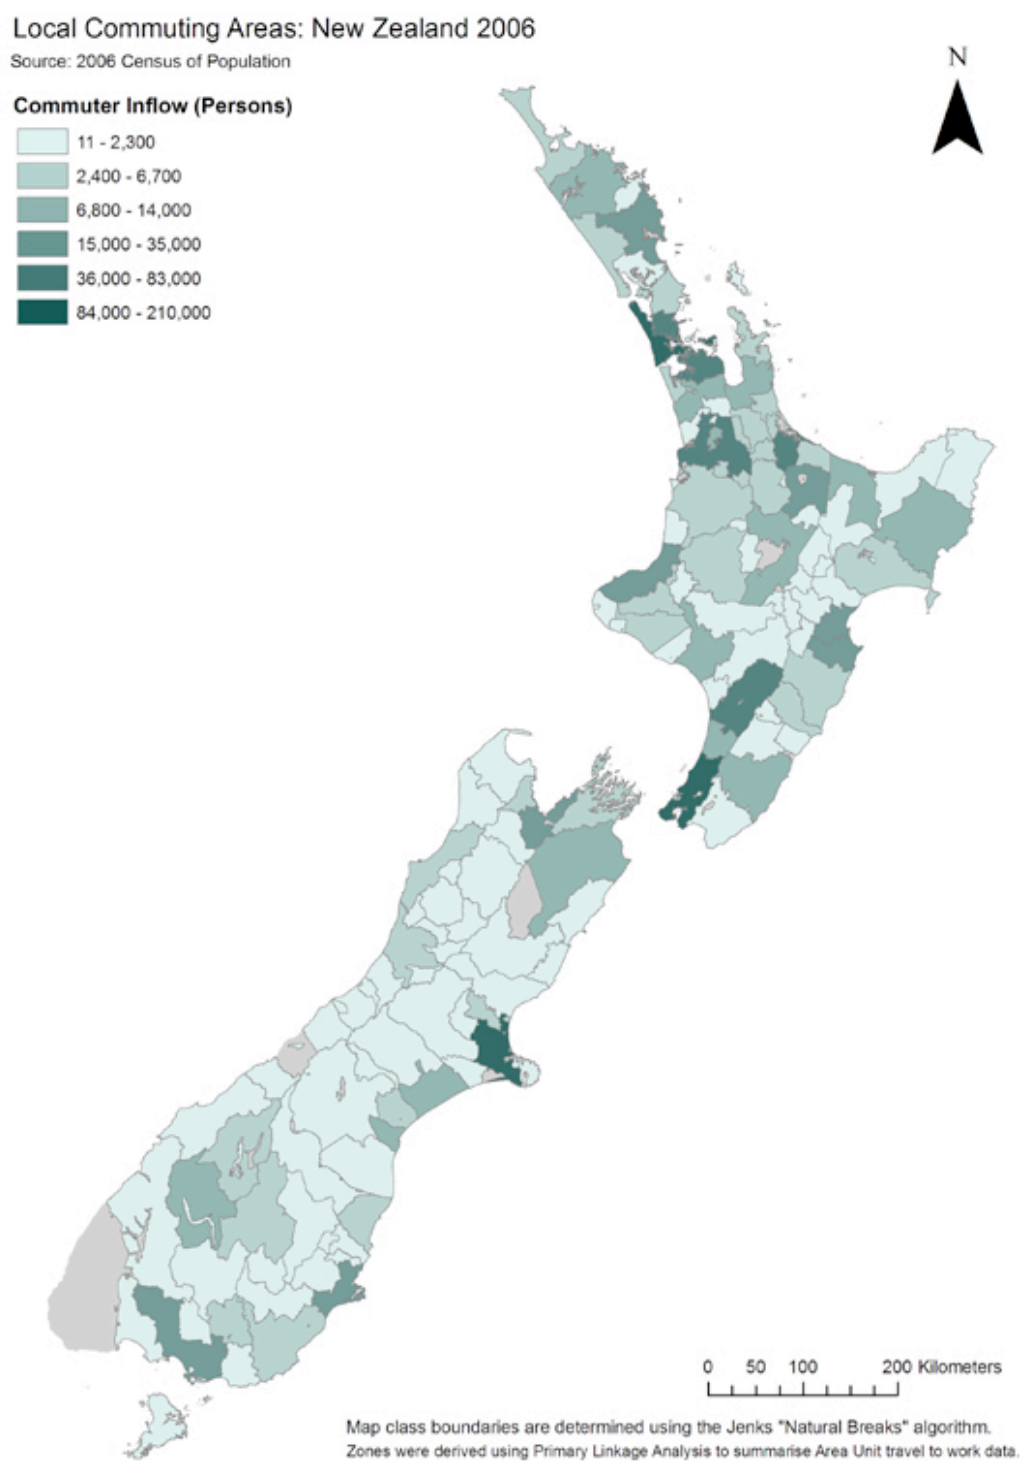 Local Commuting Areas: New Zealand 2006
Source: 2006 Census of Population
N
Commuter Inflow (Persons)
11 - 2,300
2,400 - 6,700
6,800 - 14,000
15,000 - 35,000
36,000 - 83,000
84,000 - 210,000
0 50 100 200 Kilometers
Map class boundaries are determined using the Jenks "Natural Breaks" algorithm.
Zones were derived using Primary Linkage Analysis to summarise Area Unit travel to work data.